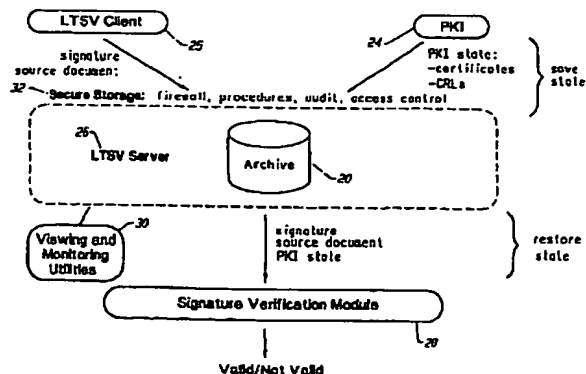 LTSV Client
25
PKI
24
signature
source document:
PKI state:
-certificates
-CRLs
save
state
32
Secure Storage: firewall, procedures, audit, access control
26
LTSV Server
Archive
20
30
Viewing and
Monitoring
Utilities
signature
source document
PKI state
restore
state
Signature Verification Module
28
Valid/Not Valid